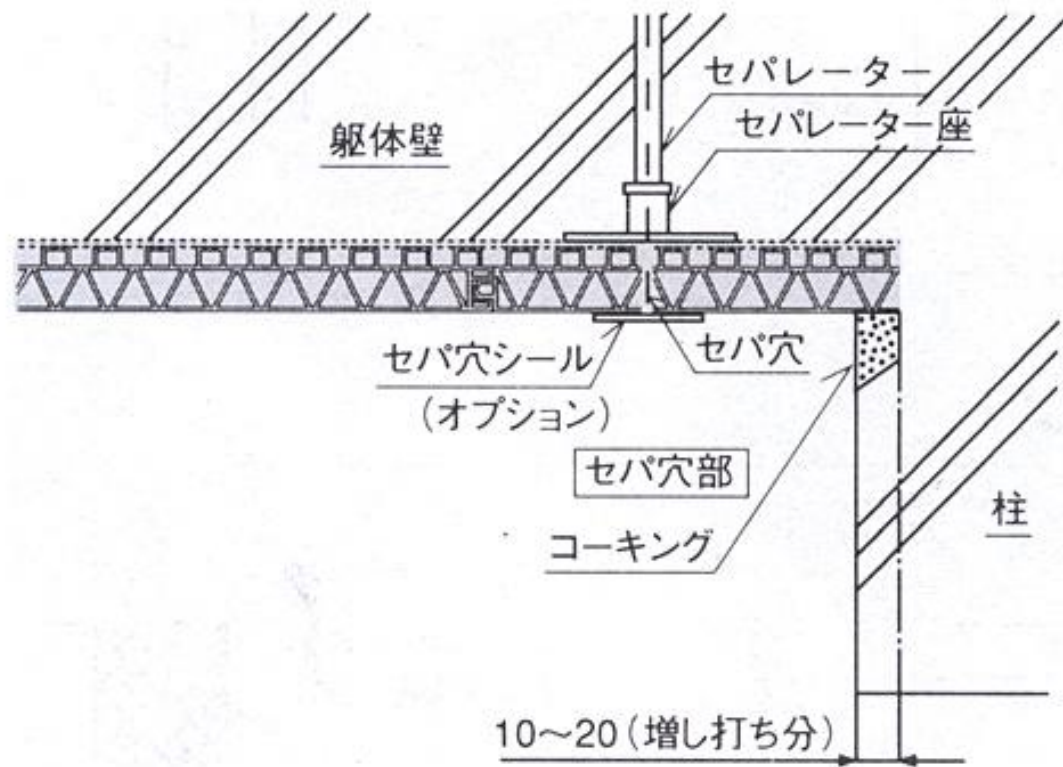 セパレーター
セパレーター座
躯体壁
セパ穴シール
(オプション)
セパ穴
セパ穴部
コーキング
柱
10〜20(増し打ち分)